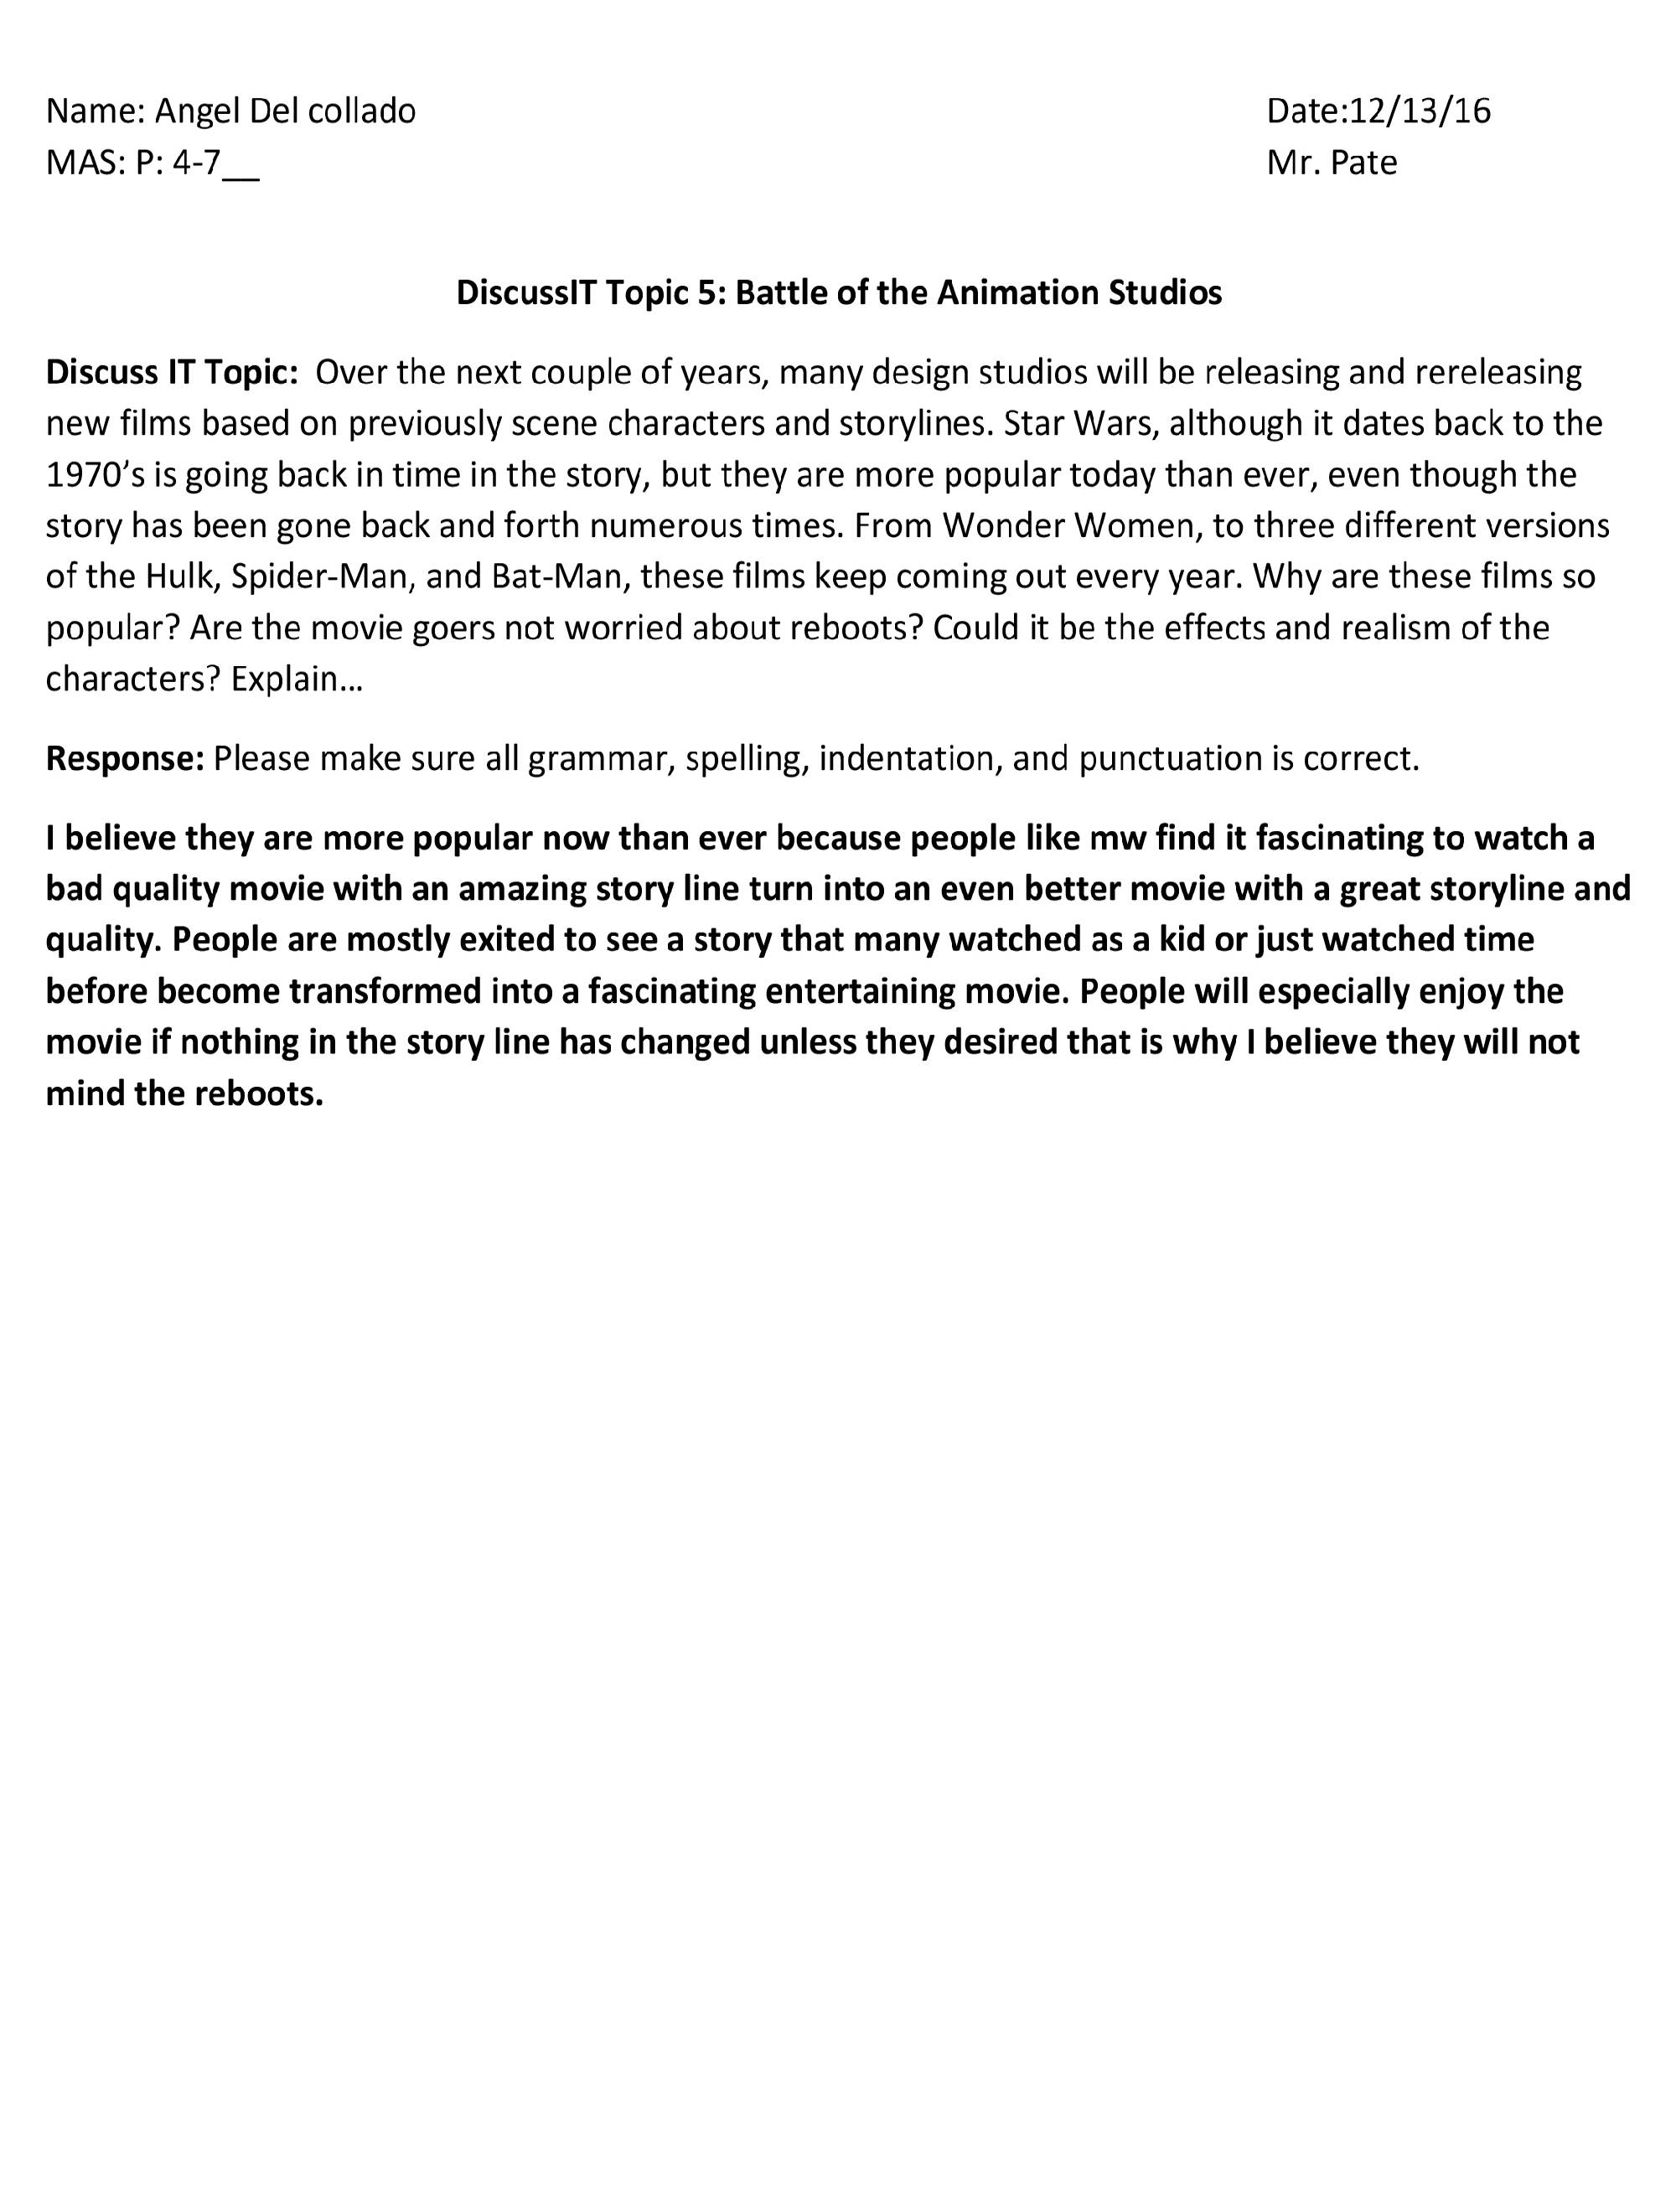 Name: Angel Del collado Date:12/13/16
MAS: P: 4-7__ Mr. Pate
DiscussIT Topic 5: Battle of the Animation Studios
Discuss IT Topic: Over the next couple of years, many design studios will be releasing and rereleasing
new films based on previously scene characters and storylines. Star Wars, although it dates back to the
1970’s is going back in time in the story, but they are more popular today than ever, even though the
story has been gone back and forth numerous times. From Wonder Women, to three different versions
of the Hulk, Spider-Man, and Bat-Man, these films keep coming out every year. Why are these films so
popular? Are the movie goers not worried about reboots? Could it be the effects and realism of the
characters? Explain…
Response: Please make sure all grammar, spelling, indentation, and punctuation is correct.
I believe they are more popular now than ever because people like mw find it fascinating to watch a
bad quality movie with an amazing story line turn into an even better movie with a great storyline and
quality. People are mostly exited to see a story that many watched as a kid or just watched time
before become transformed into a fascinating entertaining movie. People will especially enjoy the
movie if nothing in the story line has changed unless they desired that is why I believe they will not
mind the reboots.